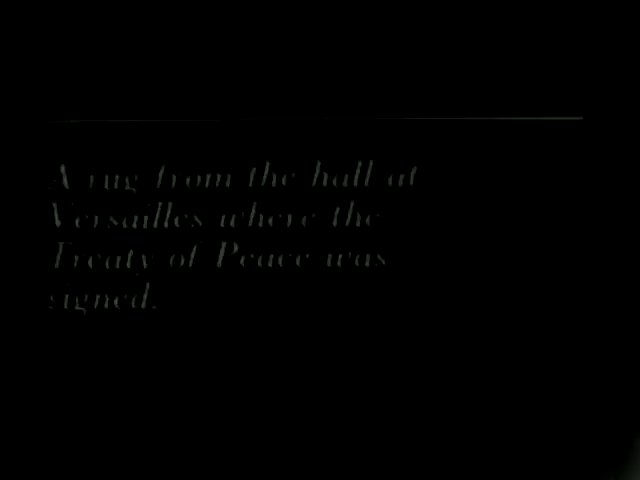 A rug from the hall at
Versailles where the
Treaty of Peace was
signed.